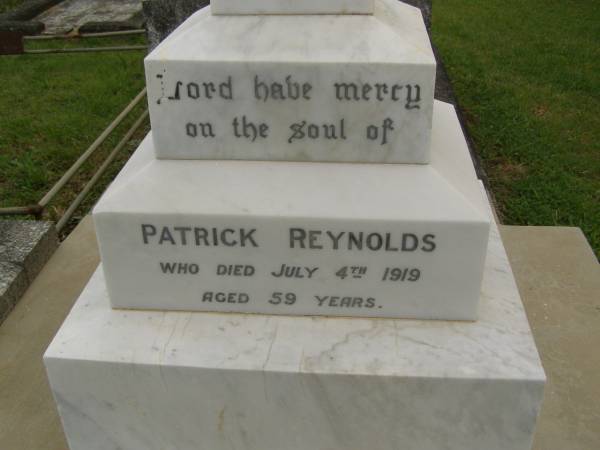 Lord have mercy
on the soul of
PATRICK REYNOLDS
WHO DIED JULY 4TH 1919
AGED 59 YEARS.